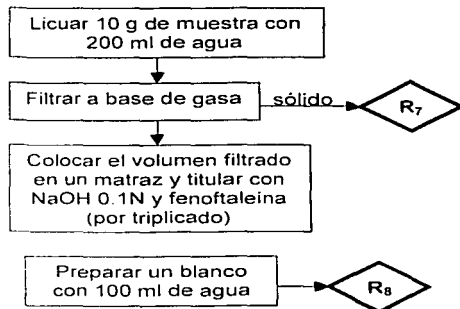 Licuar 10 g de muestra con
200 ml de agua
Filtrar a base de gasa
sólido
R₇
Colocar el volumen filtrado
en un matraz y titular con
NaOH 0.1N y fenoftaleina
(por triplicado)
Preparar un blanco
con 100 ml de agua
R₈